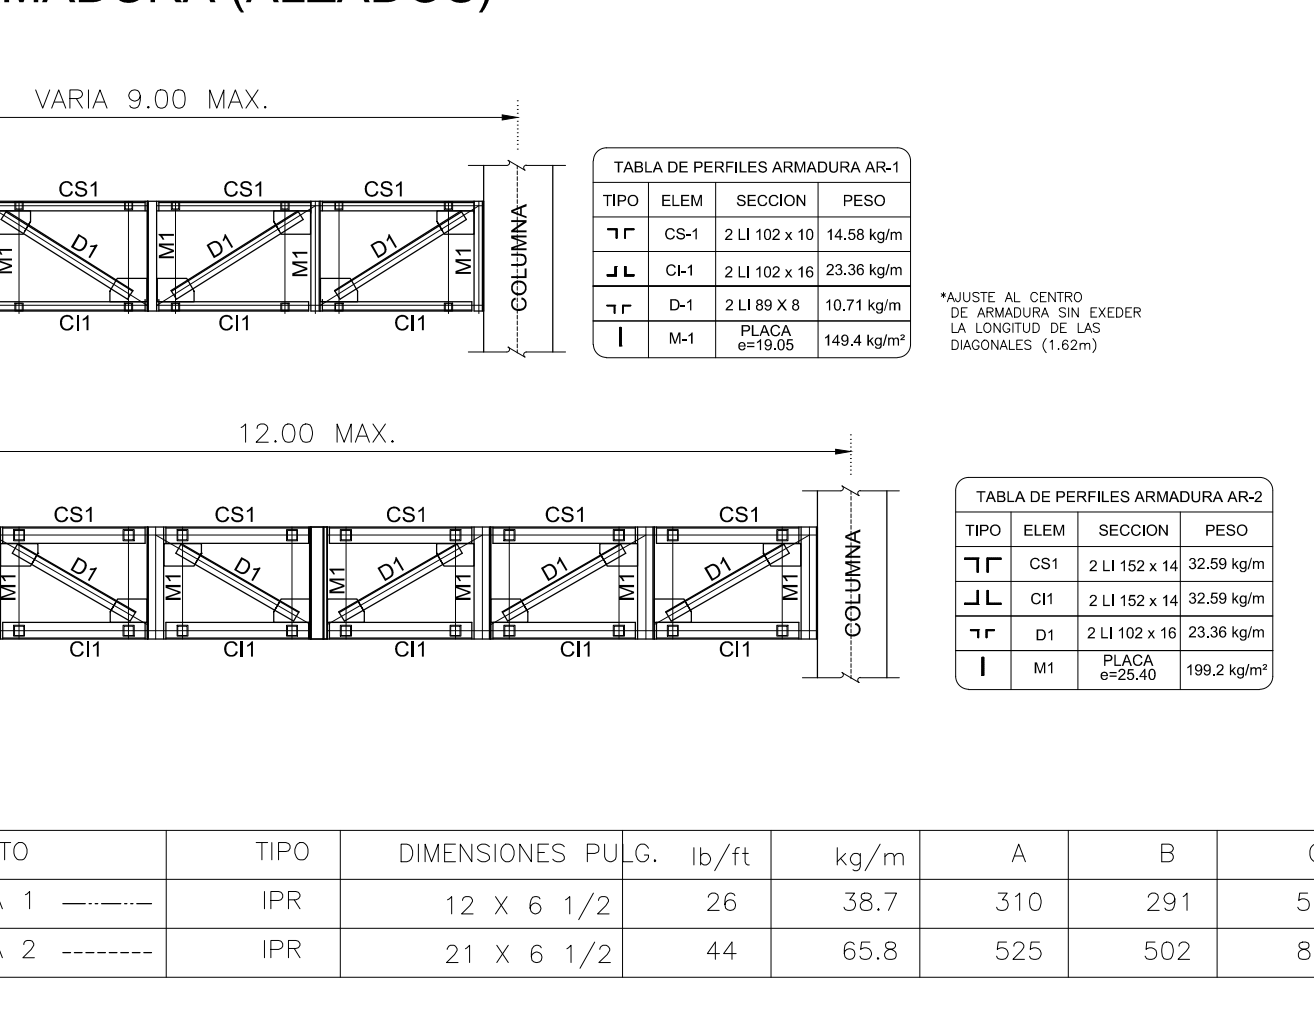 VARIA 9.00 MAX.
CS1 CS1 CS1
D1 D1 D1
M1 M1 M1 M1
CI1 CI1 CI1
COLUMNA
TABLA DE PERFILES ARMADURA AR-1
TIPO ELEM SECCION PESO
CS-1 2 LI 102 x 10 14.58 kg/m
CI-1 2 LI 102 x 16 23.36 kg/m
D-1 2 LI 89 X 8 10.71 kg/m
M-1 PLACA e=19.05 149.4 kg/m²
*AJUSTE AL CENTRO
DE ARMADURA SIN EXEDER
LA LONGITUD DE LAS
DIAGONALES (1.62m)
12.00 MAX.
CS1 CS1 CS1 CS1 CS1
D1 D1 D1 D1 D1
M1 M1 M1 M1 M1
CI1 CI1 CI1 CI1 CI1
COLUMNA
TABLA DE PERFILES ARMADURA AR-2
TIPO ELEM SECCION PESO
CS1 2 LI 152 x 14 32.59 kg/m
CI1 2 LI 152 x 14 32.59 kg/m
D1 2 LI 102 x 16 23.36 kg/m
M1 PLACA e=25.40 199.2 kg/m²
TO TIPO DIMENSIONES PULG. lb/ft kg/m A B
A 1 IPR 12 X 6 1/2 26 38.7 310 291 5
A 2 IPR 21 X 6 1/2 44 65.8 525 502 8